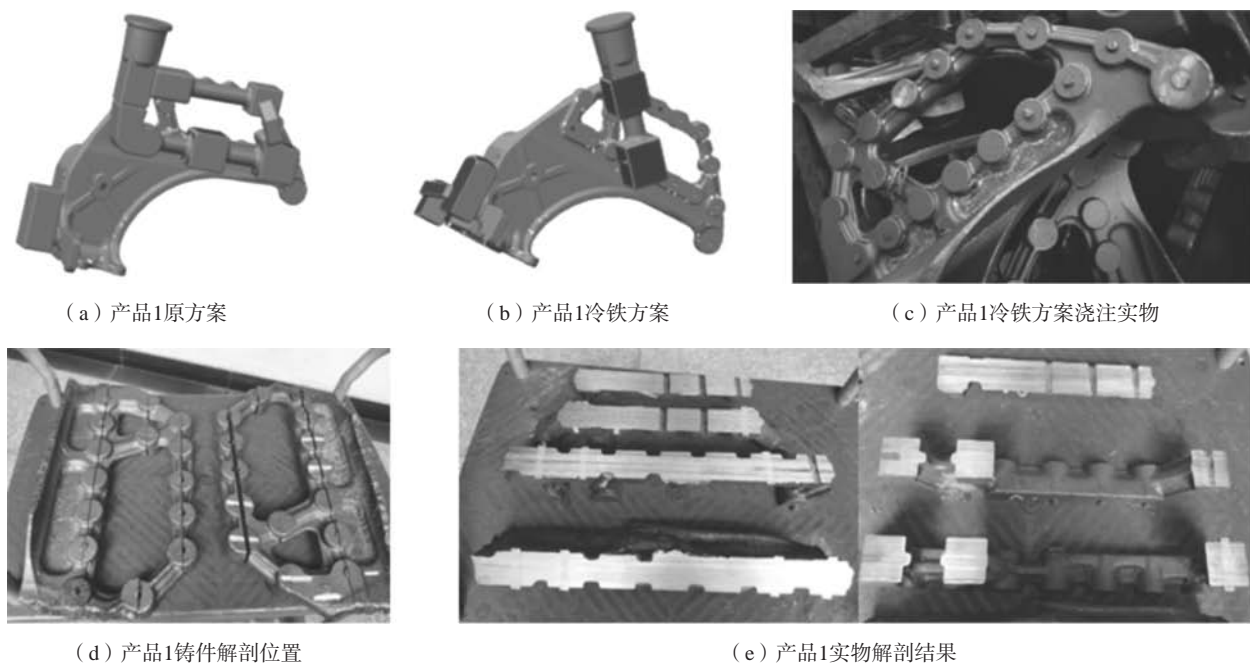 （a）产品1原方案
（b）产品1冷铁方案
（c）产品1冷铁方案浇注实物
（d）产品1铸件解剖位置
（e）产品1实物解剖结果